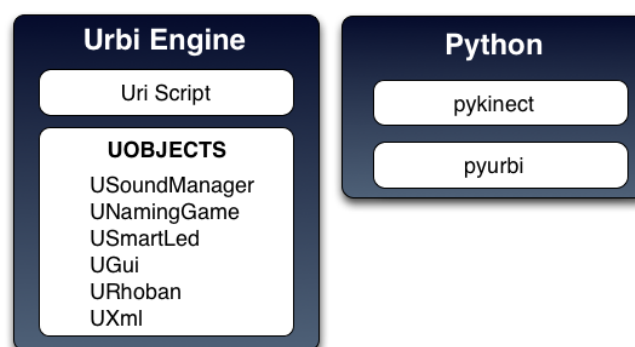 Urbi Engine
Uri Script
UOBJECTS
USoundManager
UNamingGame
USmartLed
UGui
URhoban
UXml
Python
pykinect
pyurbi